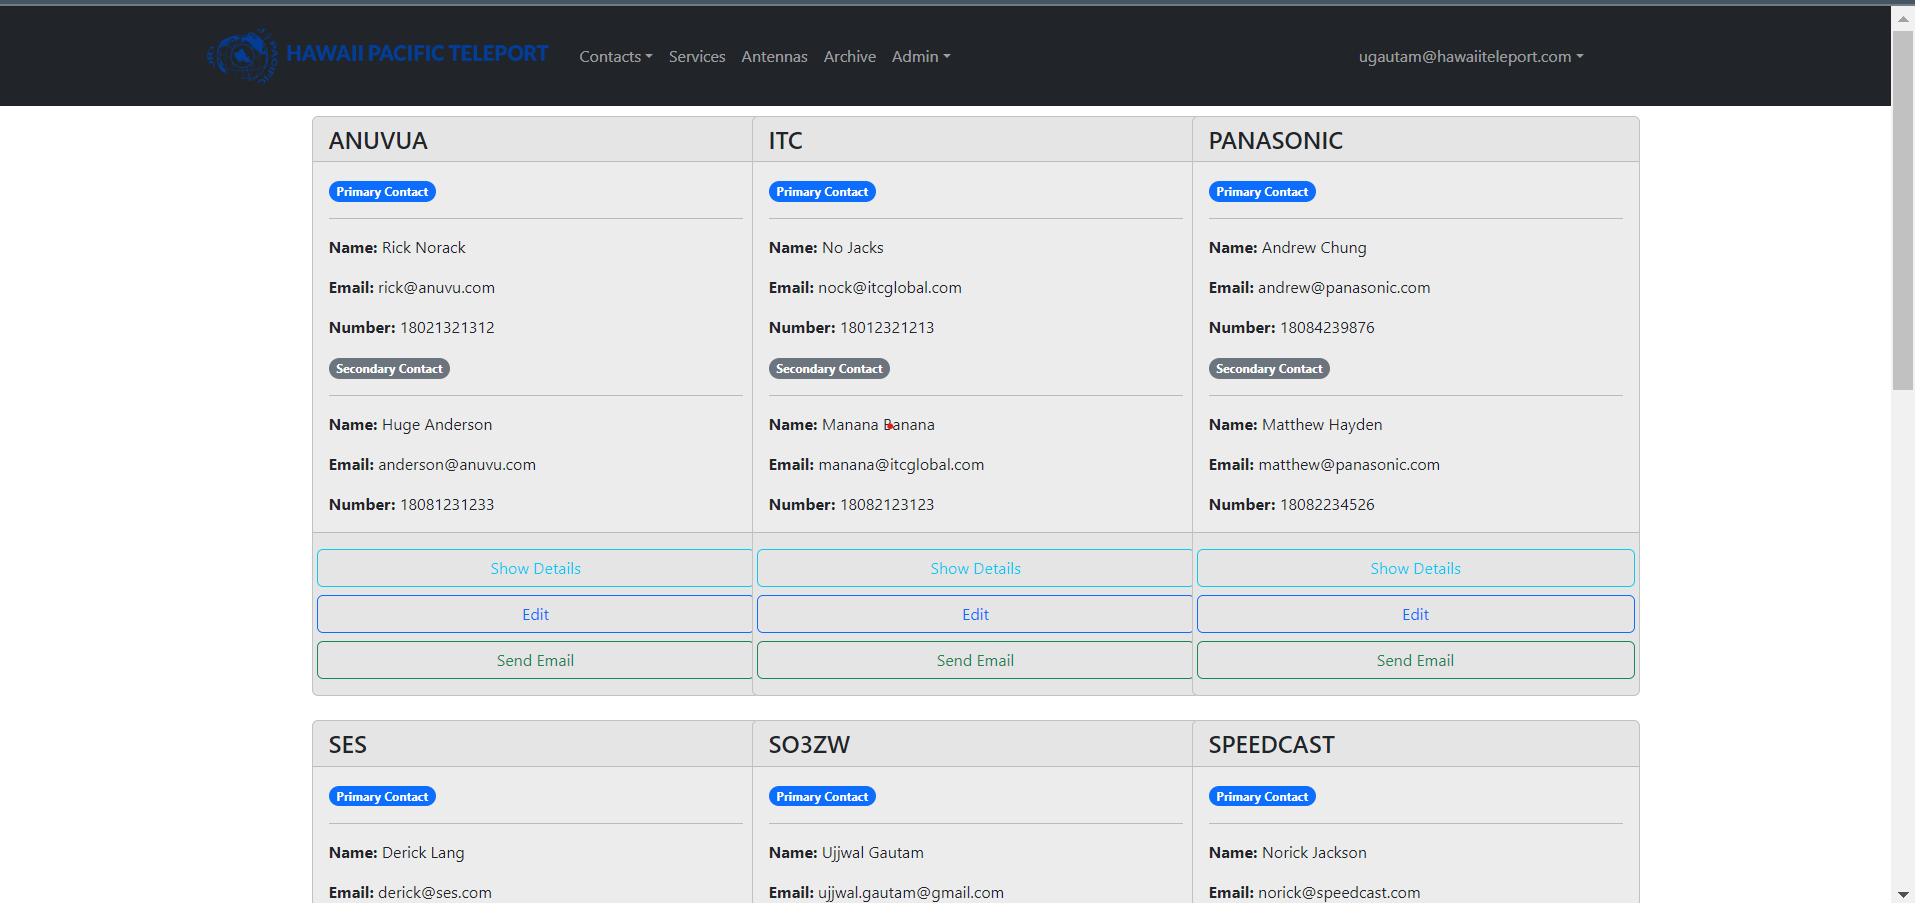 HAWAII PACIFIC TELEPORT
Contacts Services Antennas Archive Admin ugautam@hawaiiteleport.com
ANUVUA
Primary Contact
Name: Rick Norack
Email: rick@anuvu.com
Number: 18021321312
Secondary Contact
Name: Huge Anderson
Email: anderson@anuvu.com
Number: 18081231233
Show Details
Edit
Send Email
ITC
Primary Contact
Name: No Jacks
Email: nock@itcglobal.com
Number: 18012321213
Secondary Contact
Name: Manana Banana
Email: manana@itcglobal.com
Number: 18082123123
Show Details
Edit
Send Email
PANASONIC
Primary Contact
Name: Andrew Chung
Email: andrew@panasonic.com
Number: 18084239876
Secondary Contact
Name: Matthew Hayden
Email: matthew@panasonic.com
Number: 18082234526
Show Details
Edit
Send Email
SES
Primary Contact
Name: Derick Lang
Email: derick@ses.com
SO3ZW
Primary Contact
Name: Ujjwal Gautam
Email: ujjwal.gautam@gmail.com
SPEEDCAST
Primary Contact
Name: Norick Jackson
Email: norick@speedcast.com